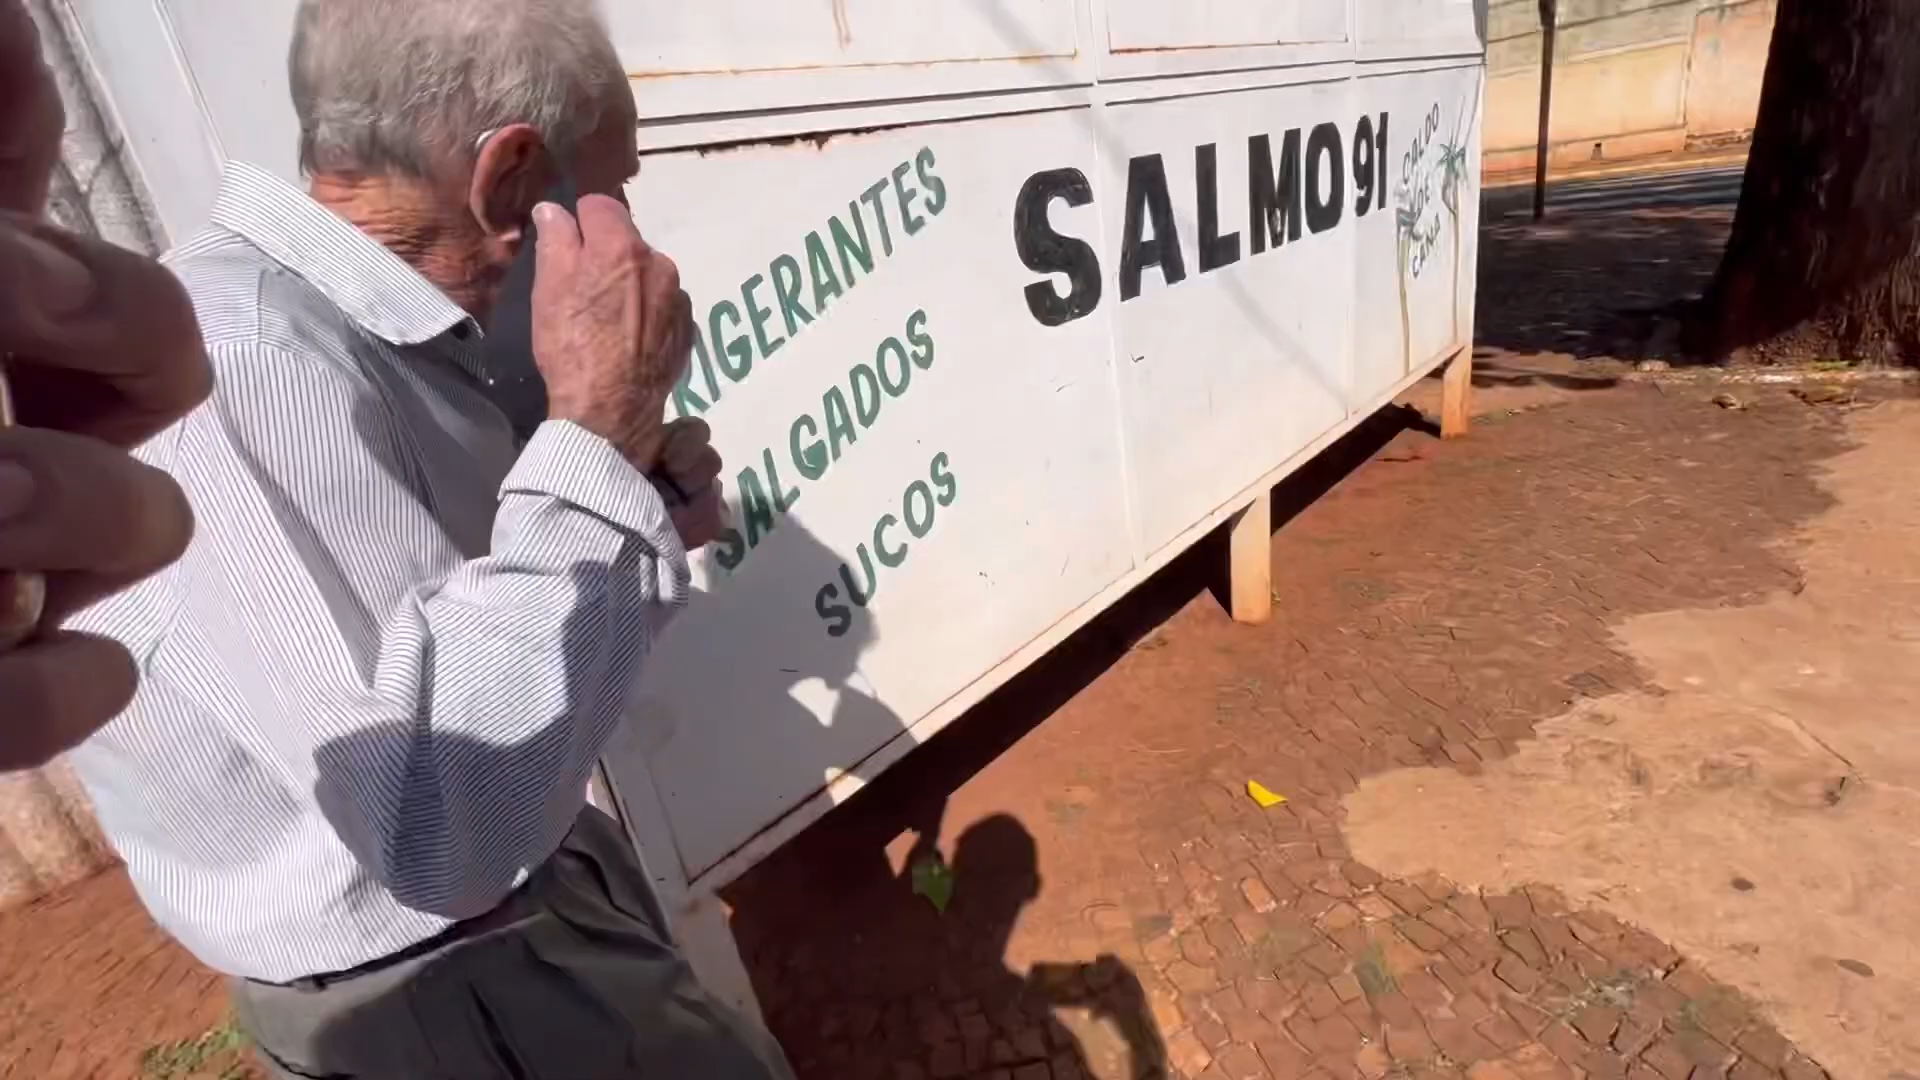 RIGERANTES
SALGADOS
SUCOS
SALMO 91
CALDO
DE
CANA